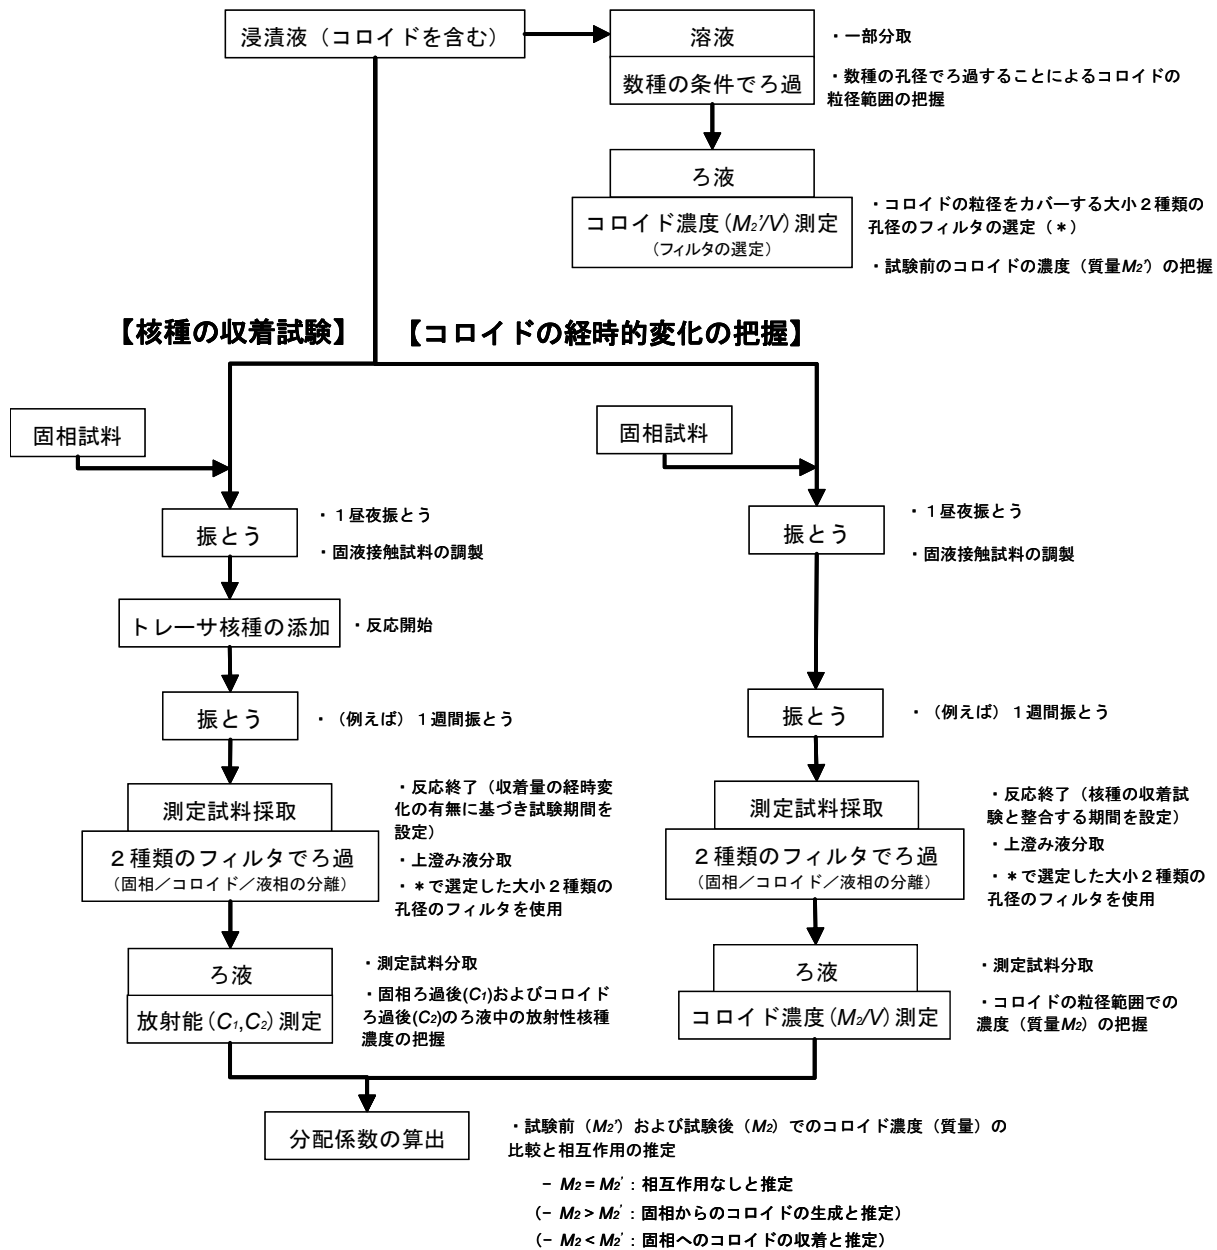 浸漬液（コロイドを含む）
溶液
・一部分取
数種の条件でろ過
・数種の孔径でろ過することによるコロイドの
粒径範囲の把握
ろ液
コロイド濃度(M2'/V)測定
(フィルタの選定)
・コロイドの粒径をカバーする大小２種類の
孔径のフィルタの選定（＊）
・試験前のコロイドの濃度（質量M2'）の把握
【核種の収着試験】
固相試料
振とう
・１昼夜振とう
・固液接触試料の調製
トレーサ核種の添加
・反応開始
振とう
・（例えば）１週間振とう
測定試料採取
２種類のフィルタでろ過
（固相／コロイド／液相の分離）
・反応終了（収着量の経時変
化の有無に基づき試験期間を
設定）
・上澄み液分取
・＊で選定した大小２種類の
孔径のフィルタを使用
ろ液
放射能(C1,C2)測定
・測定試料分取
・固相ろ過後(C1)およびコロイド
ろ過後(C2)のろ液中の放射性核種
濃度の把握
【コロイドの経時的変化の把握】
固相試料
振とう
・１昼夜振とう
・固液接触試料の調製
振とう
・（例えば）１週間振とう
測定試料採取
２種類のフィルタでろ過
（固相／コロイド／液相の分離）
・反応終了（核種の収着試
験と整合する期間を設定）
・上澄み液分取
・＊で選定した大小２種類の
孔径のフィルタを使用
ろ液
コロイド濃度(M2/V)測定
・測定試料分取
・コロイドの粒径範囲での
濃度（質量M2）の把握
分配係数の算出
・試験前（M2'）および試験後（M2）でのコロイド濃度（質量）の
比較と相互作用の推定
− M2 = M2'：相互作用なしと推定
（− M2 > M2'：固相からのコロイドの生成と推定）
（− M2 < M2'：固相へのコロイドの収着と推定）